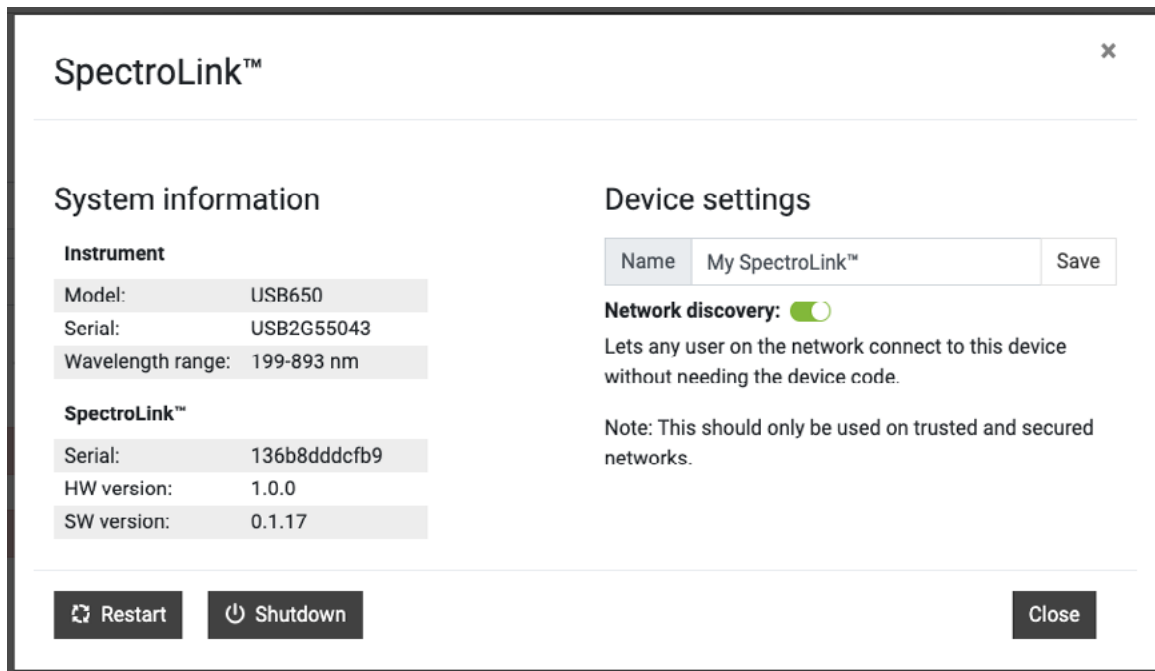 SpectroLink™
×
System information
Instrument
Model: USB650
Serial: USB2G55043
Wavelength range: 199-893 nm
SpectroLink™
Serial: 136b8dddcfb9
HW version: 1.0.0
SW version: 0.1.17
Device settings
Name My SpectroLink™ Save
Network discovery:
Lets any user on the network connect to this device
without needing the device code.
Note: This should only be used on trusted and secured
networks.
Restart Shutdown Close